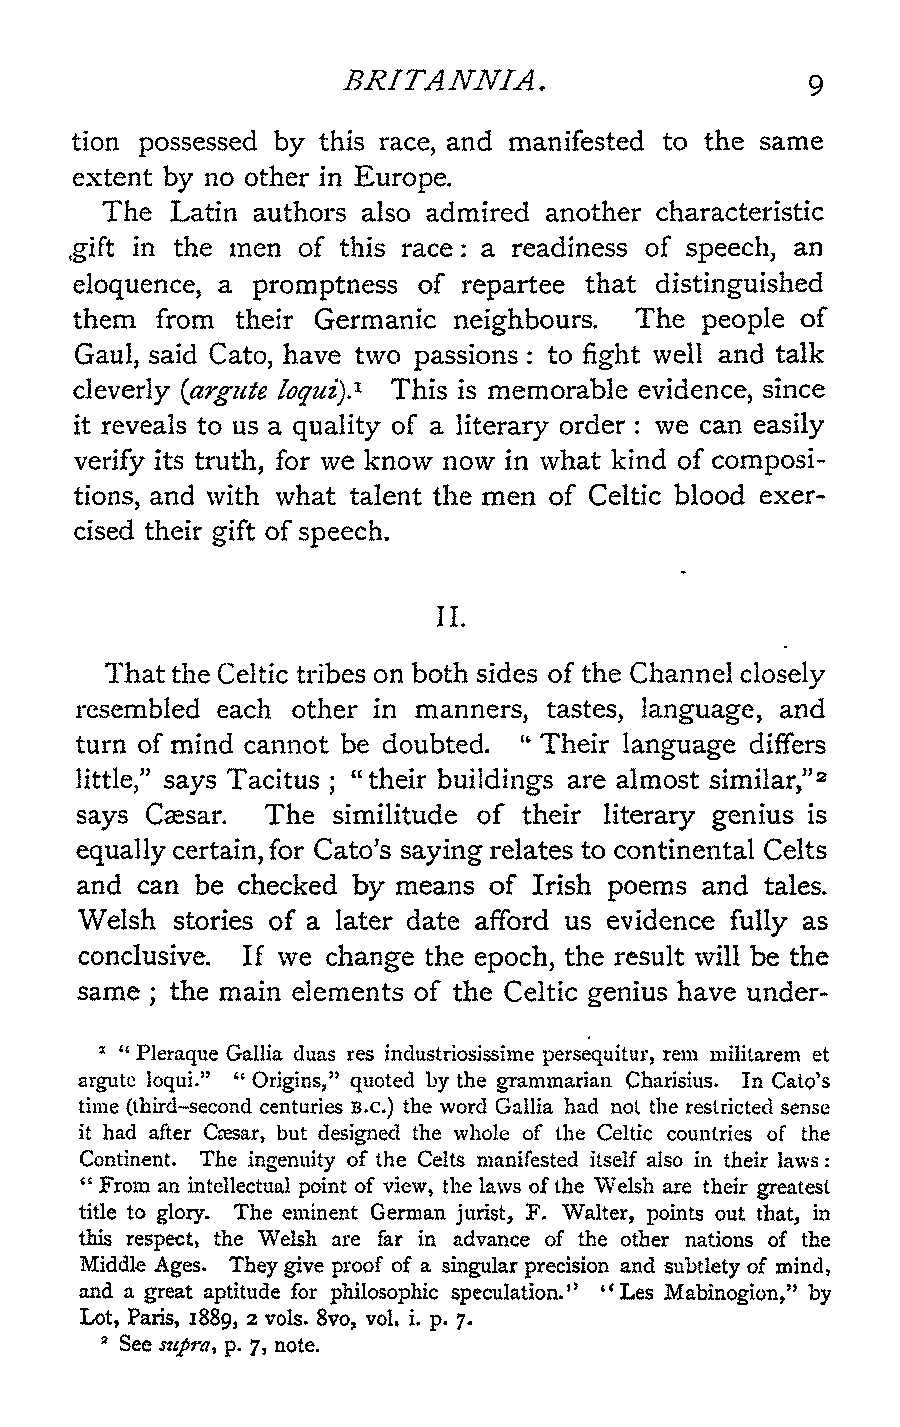 BRITANNIA. 9
tion possessed by this race, and manifested to the same
extent by no other in Europe.
The Latin authors also admired another characteristic
gift in the men of this race : a readiness of speech, an
eloquence, a promptness of repartee that distinguished
them from their Germanic neighbours. The people of
Gaul, said Cato, have two passions : to fight well and talk
cleverly (argute loqui).¹ This is memorable evidence, since
it reveals to us a quality of a literary order : we can easily
verify its truth, for we know now in what kind of composi-
tions, and with what talent the men of Celtic blood exer-
cised their gift of speech.
II.
That the Celtic tribes on both sides of the Channel closely
resembled each other in manners, tastes, language, and
turn of mind cannot be doubted. “ Their language differs
little,” says Tacitus ; “ their buildings are almost similar,”²
says Cæsar. The similitude of their literary genius is
equally certain, for Cato’s saying relates to continental Celts
and can be checked by means of Irish poems and tales.
Welsh stories of a later date afford us evidence fully as
conclusive. If we change the epoch, the result will be the
same ; the main elements of the Celtic genius have under-
¹ “ Pleraque Gallia duas res industriosissime persequitur, rem militarem et
argute loqui.” “ Origins,” quoted by the grammarian Charisius. In Cato’s
time (third–second centuries B.C.) the word Gallia had not the restricted sense
it had after Cæsar, but designed the whole of the Celtic countries of the
Continent. The ingenuity of the Celts manifested itself also in their laws :
“ From an intellectual point of view, the laws of the Welsh are their greatest
title to glory. The eminent German jurist, F. Walter, points out that, in
this respect, the Welsh are far in advance of the other nations of the
Middle Ages. They give proof of a singular precision and subtlety of mind,
and a great aptitude for philosophic speculation.” “ Les Mabinogion,” by
Lot, Paris, 1889, 2 vols. 8vo, vol. i. p. 7.
² See supra, p. 7, note.